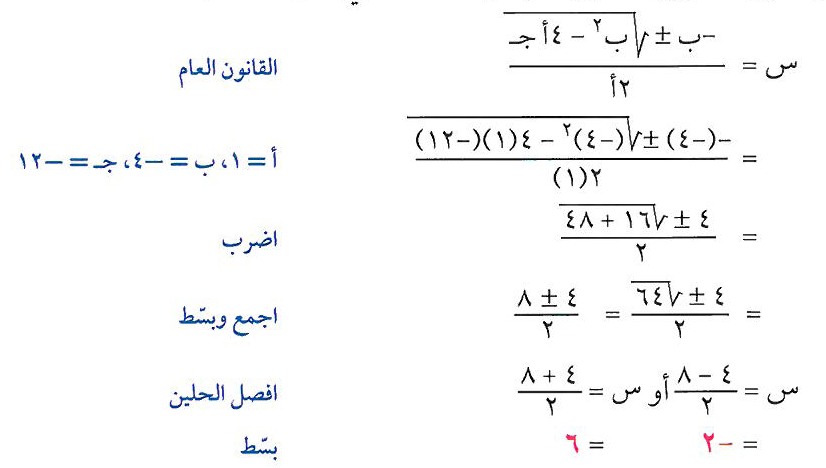 س = (-ب ± √(ب² - ٤أجـ)) / ٢أ القانون العام
= (-(-٤) ± √((-٤)² - ٤(١)(-١٢))) / ٢(١) أ = ١، ب = -٤، جـ = -١٢
= (٤ ± √(١٦ + ٤٨)) / ٢ اضرب
= (٤ ± √٦٤) / ٢ = (٤ ± ٨) / ٢ اجمع وبسّط
س = (٤ - ٨) / ٢ أو س = (٤ + ٨) / ٢ افصل الحلين
= -٢ = ٦ بسّط